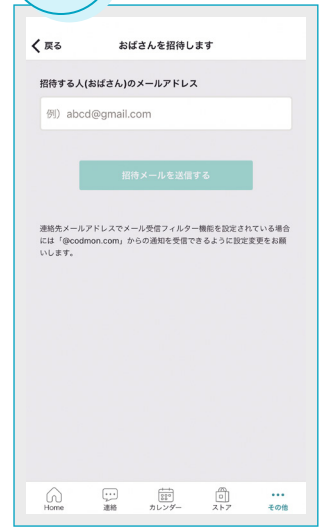 戻る
おばさんを招待します
招待する人(おばさん)のメールアドレス
例）abcd@gmail.com
招待メールを送信する
連絡先メールアドレスでメール受信フィルター機能を設定されている場合
には「@codmon.com」からの通知を受信できるように設定変更をお願
いします。
Home
連絡
カレンダー
ストア
その他